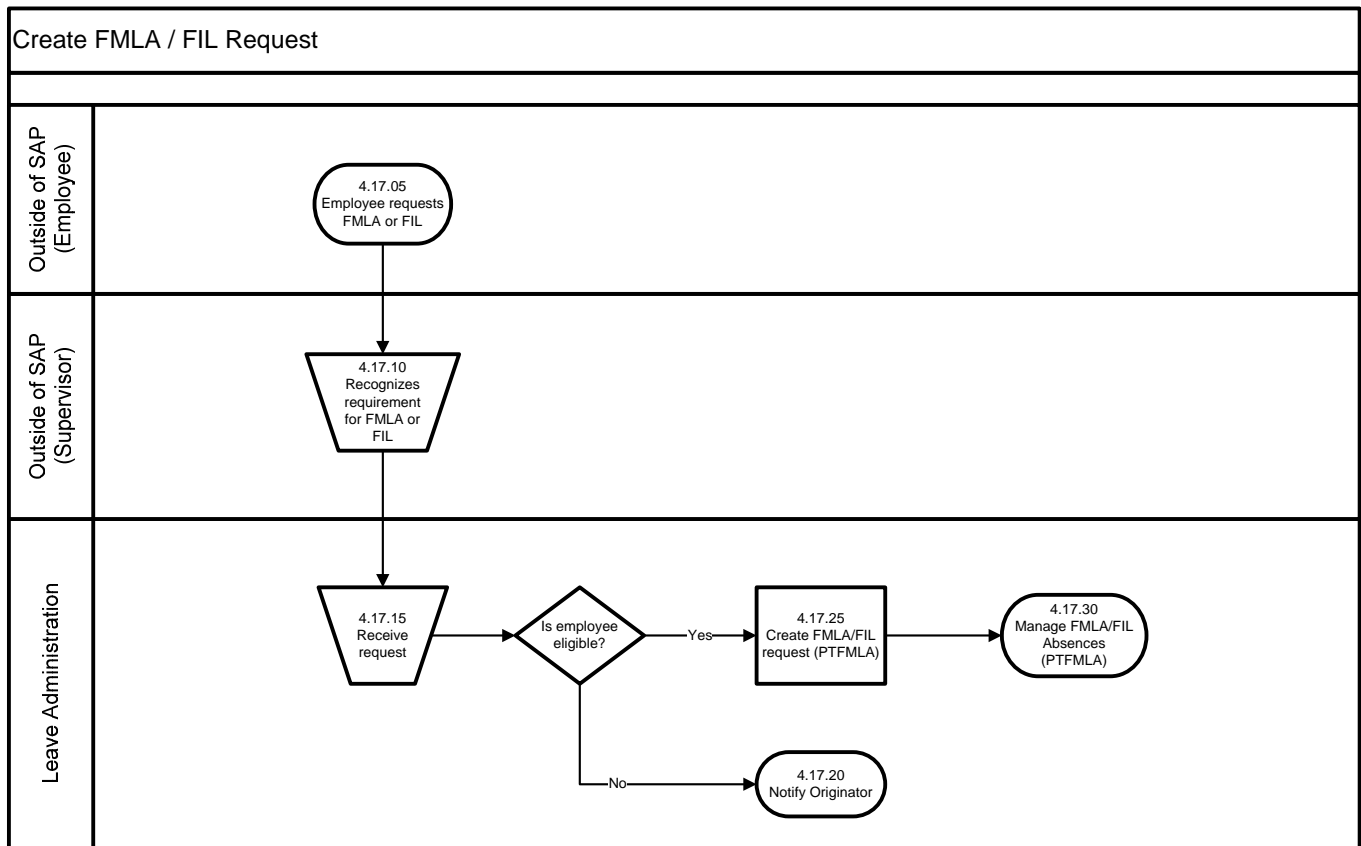 Create FMLA / FIL Request
Outside of SAP
(Employee)
4.17.05
Employee requests
FMLA or FIL
Outside of SAP
(Supervisor)
4.17.10
Recognizes
requirement
for FMLA or
FIL
Leave Administration
4.17.15
Receive
request
Is employee
eligible?
Yes
4.17.25
Create FMLA/FIL
request (PTFMLA)
4.17.30
Manage FMLA/FIL
Absences
(PTFMLA)
No
4.17.20
Notify Originator